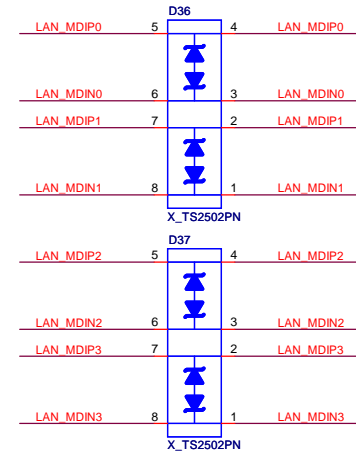 D36
LAN_MDIP0 5 4 LAN_MDIP0
LAN_MDIN0 6 3 LAN_MDIN0
LAN_MDIP1 7 2 LAN_MDIP1
LAN_MDIN1 8 1 LAN_MDIN1
X_TS2502PN
D37
LAN_MDIP2 5 4 LAN_MDIP2
LAN_MDIN2 6 3 LAN_MDIN2
LAN_MDIP3 7 2 LAN_MDIP3
LAN_MDIN3 8 1 LAN_MDIN3
X_TS2502PN